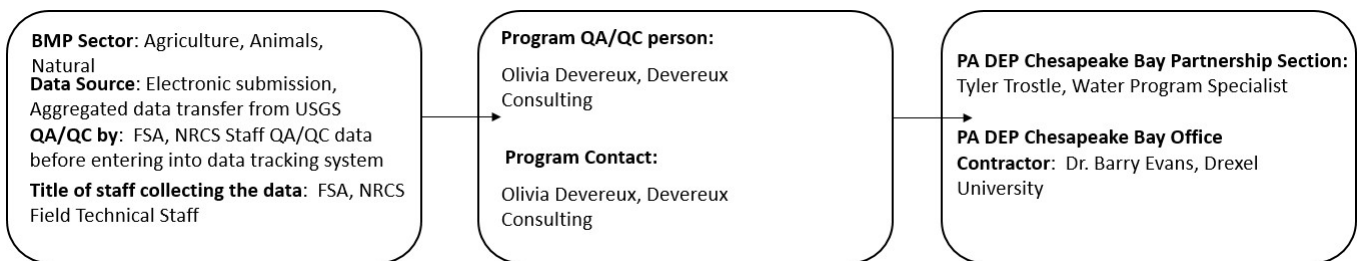 BMP Sector: Agriculture, Animals,
Natural
Data Source: Electronic submission,
Aggregated data transfer from USGS
QA/QC by: FSA, NRCS Staff QA/QC data
before entering into data tracking system
Title of staff collecting the data: FSA, NRCS
Field Technical Staff
Program QA/QC person:
Olivia Devereux, Devereux
Consulting
Program Contact:
Olivia Devereux, Devereux
Consulting
PA DEP Chesapeake Bay Partnership Section:
Tyler Trostle, Water Program Specialist
PA DEP Chesapeake Bay Office
Contractor: Dr. Barry Evans, Drexel
University